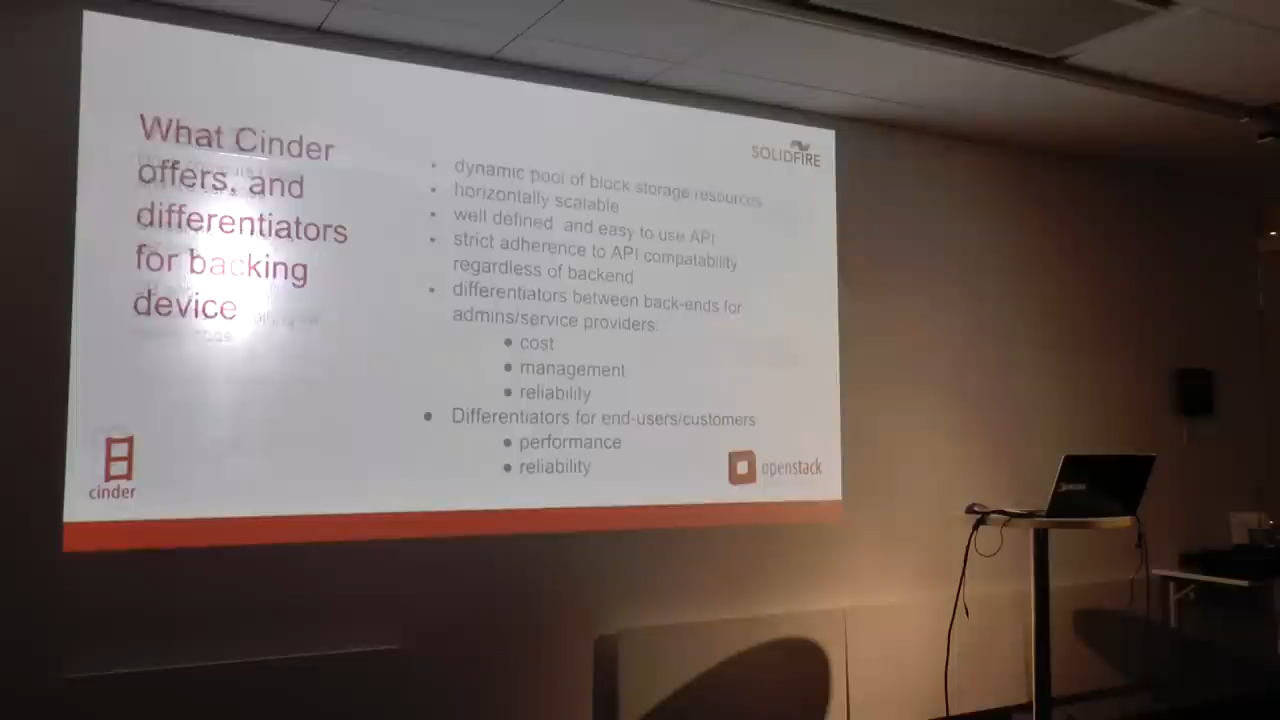 What Cinder
offers, and
differentiators
for backing
device
SOLIDFIRE
• dynamic pool of block storage resources
• horizontally scalable
• well defined and easy to use API
• strict adherence to API compatability
regardless of backend
• differentiators between back-ends for
admins/service providers:
● cost
● management
● reliability
● Differentiators for end-users/customers
● performance
● reliability
cinder
openstack